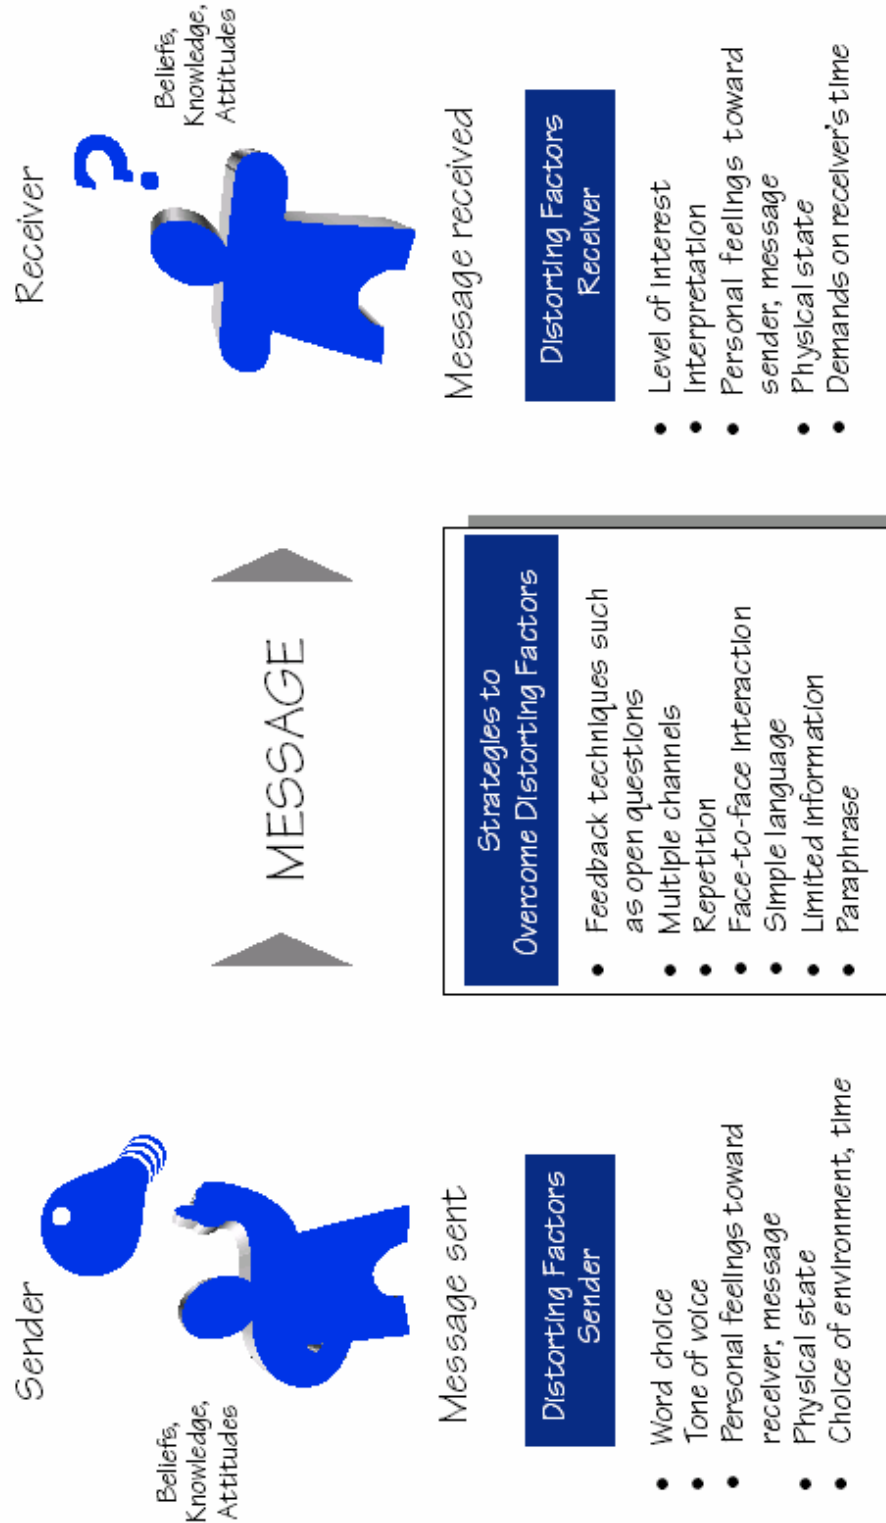 Sender
Beliefs,
Knowledge,
Attitudes
Message sent
Distorting Factors
Sender
• Word choice
• Tone of voice
• Personal feelings toward
receiver, message
• Physical state
• Choice of environment, time
MESSAGE
Strategies to
Overcome Distorting Factors
• Feedback techniques such
as open questions
• Multiple channels
• Repetition
• Face-to-face interaction
• Simple language
• Limited information
• Paraphrase
Receiver
?
Beliefs,
Knowledge,
Attitudes
Message received
Distorting Factors
Receiver
• Level of interest
• Interpretation
• Personal feelings toward
sender, message
• Physical state
• Demands on receiver's time